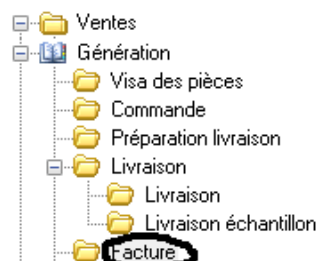 Ventes
Génération
Visa des pièces
Commande
Préparation livraison
Livraison
Livraison
Livraison échantillon
Facture